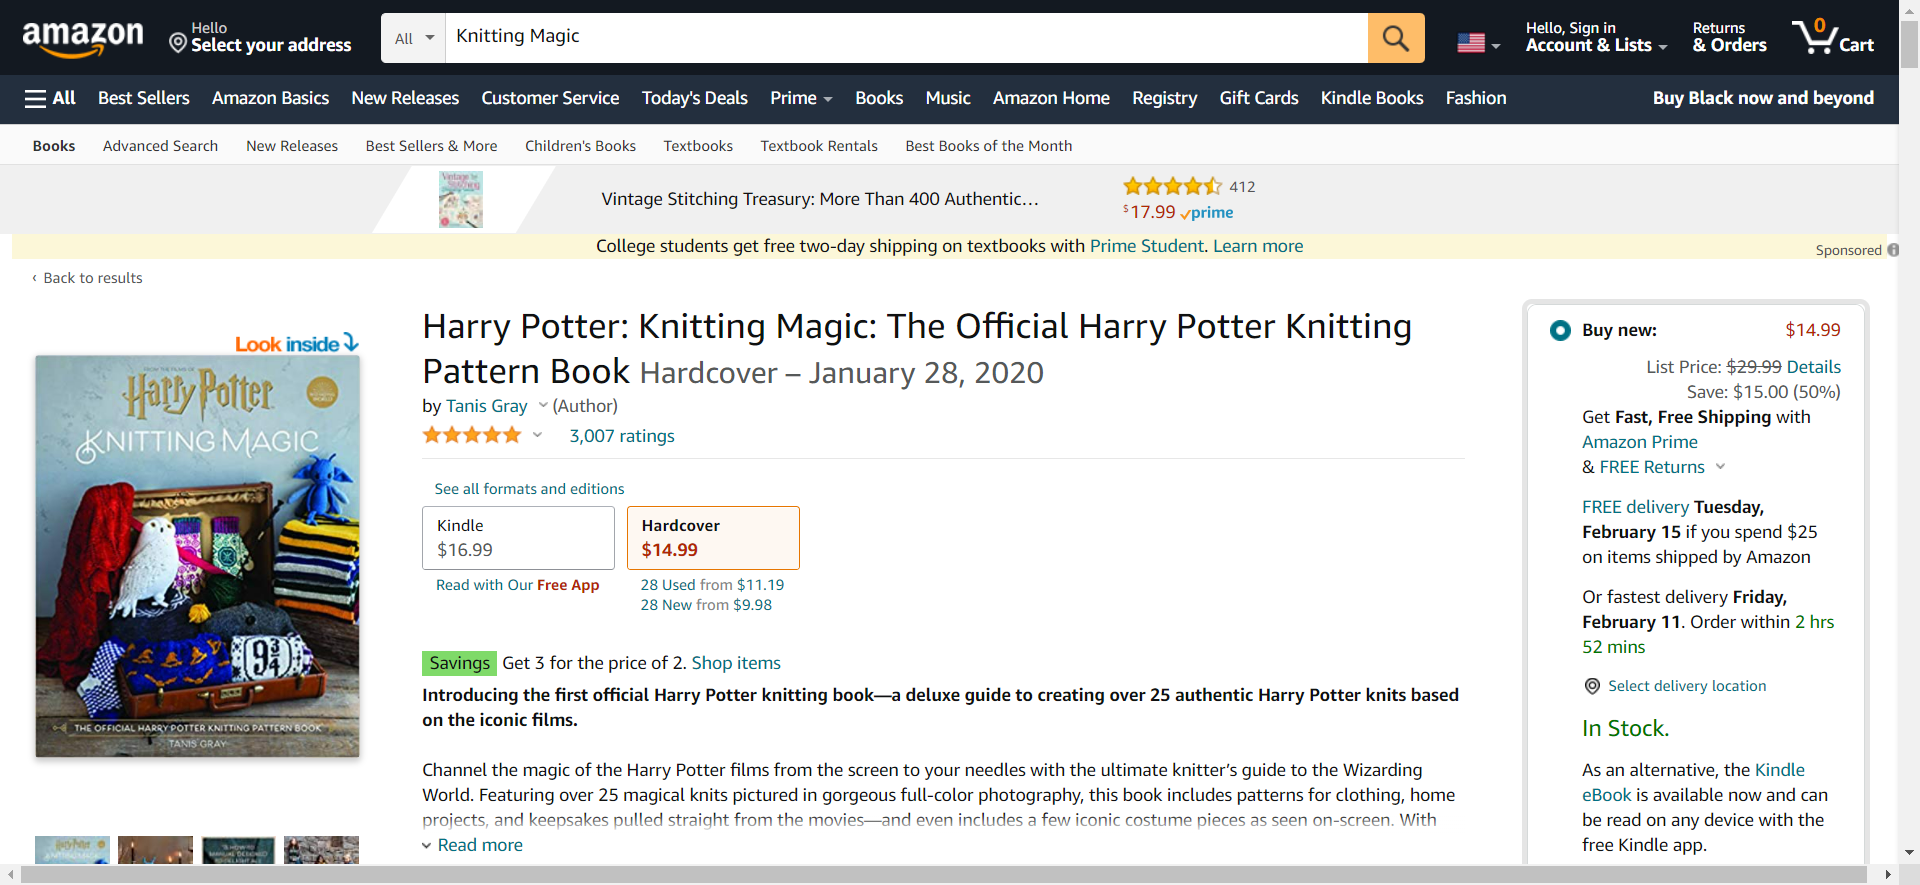 amazon
Hello
Select your address
All
Knitting Magic
Hello, Sign in
Account & Lists
Returns
& Orders
0
Cart
All
Best Sellers
Amazon Basics
New Releases
Customer Service
Today's Deals
Prime
Books
Music
Amazon Home
Registry
Gift Cards
Kindle Books
Fashion
Buy Black now and beyond
Books
Advanced Search
New Releases
Best Sellers & More
Children's Books
Textbooks
Textbook Rentals
Best Books of the Month
Vintage Stitching Treasury: More Than 400 Authentic…
412
$17.99 prime
College students get free two-day shipping on textbooks with Prime Student. Learn more
Sponsored
‹ Back to results
Look inside
Harry Potter
KNITTING MAGIC
9 3/4
THE OFFICIAL HARRY POTTER KNITTING PATTERN BOOK
TANIS GRAY
Harry Potter: Knitting Magic: The Official Harry Potter Knitting
Pattern Book Hardcover – January 28, 2020
by Tanis Gray (Author)
3,007 ratings
See all formats and editions
Kindle
$16.99
Read with Our Free App
Hardcover
$14.99
28 Used from $11.19
28 New from $9.98
Savings Get 3 for the price of 2. Shop items
Introducing the first official Harry Potter knitting book—a deluxe guide to creating over 25 authentic Harry Potter knits based
on the iconic films.
Channel the magic of the Harry Potter films from the screen to your needles with the ultimate knitter’s guide to the Wizarding
World. Featuring over 25 magical knits pictured in gorgeous full-color photography, this book includes patterns for clothing, home
projects, and keepsakes pulled straight from the movies—and even includes a few iconic costume pieces as seen on-screen. With
Read more
Buy new:
$14.99
List Price: $29.99 Details
Save: $15.00 (50%)
Get Fast, Free Shipping with
Amazon Prime
& FREE Returns
FREE delivery Tuesday,
February 15 if you spend $25
on items shipped by Amazon
Or fastest delivery Friday,
February 11. Order within 2 hrs
52 mins
Select delivery location
In Stock.
As an alternative, the Kindle
eBook is available now and can
be read on any device with the
free Kindle app.